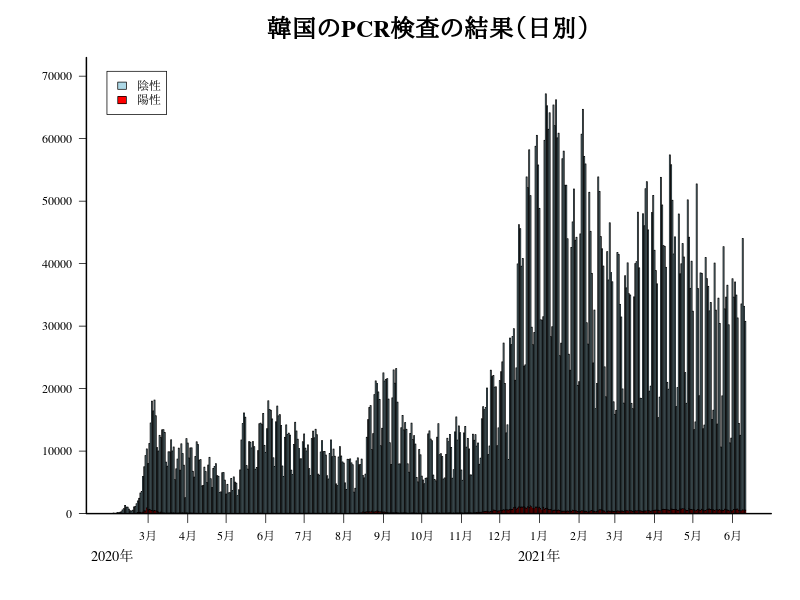 韓国のPCR検査の結果（日別）
70000
60000
50000
40000
30000
20000
10000
0
陰性
陽性
3月 4月 5月 6月 7月 8月 9月 10月 11月 12月 1月 2月 3月 4月 5月 6月
2020年 2021年